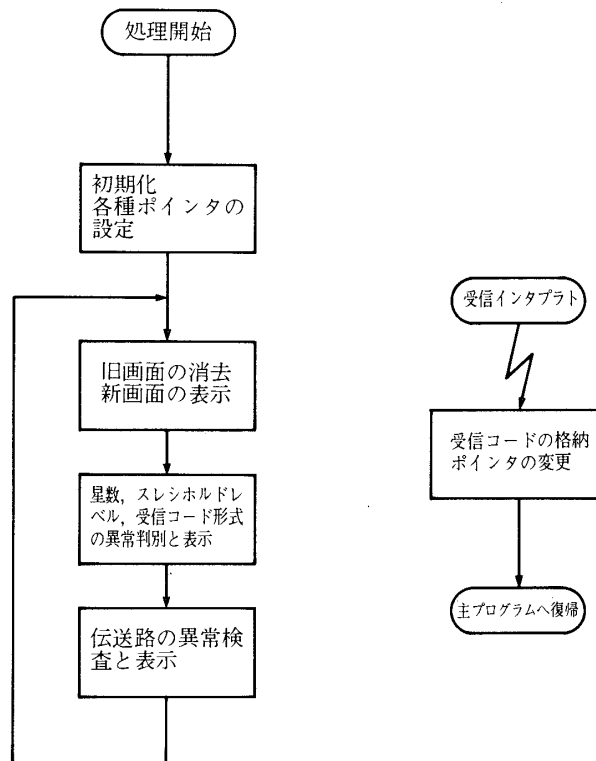 処理開始
初期化
各種ポインタの
設定
旧画面の消去
新画面の表示
星数，スレシホルドレ
ベル，受信コード形式
の異常判別と表示
伝送路の異常検
査と表示
受信インタプラト
受信コードの格納
ポインタの変更
主プログラムへ復帰